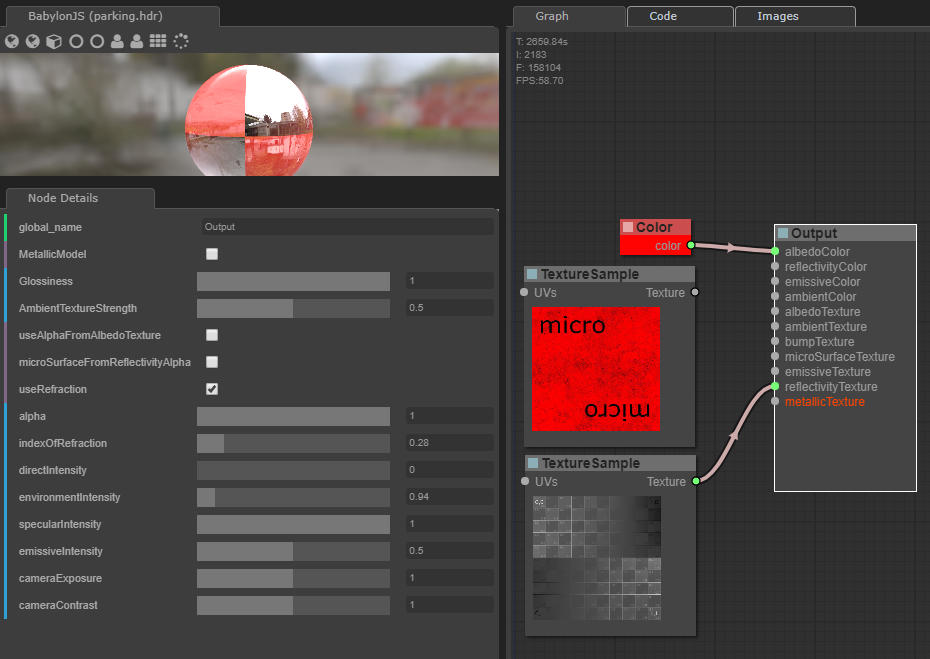 BabylonJS (parking.hdr)
Node Details
global_name
Output
MetallicModel
Glossiness
1
AmbientTextureStrength
0.5
useAlphaFromAlbedoTexture
microSurfaceFromReflectivityAlpha
useRefraction
alpha
1
indexOfRefraction
0.28
directIntensity
0
environmentIntensity
0.94
specularIntensity
1
emissiveIntensity
0.5
cameraExposure
1
cameraContrast
1
Graph
Code
Images
T: 2659.84s
I: 2183
F: 158104
FPS:58.70
Color
color
TextureSample
UVs
Texture
micro
micro
TextureSample
UVs
Texture
Output
albedoColor
reflectivityColor
emissiveColor
ambientColor
albedoTexture
ambientTexture
bumpTexture
microSurfaceTexture
emissiveTexture
reflectivityTexture
metallicTexture